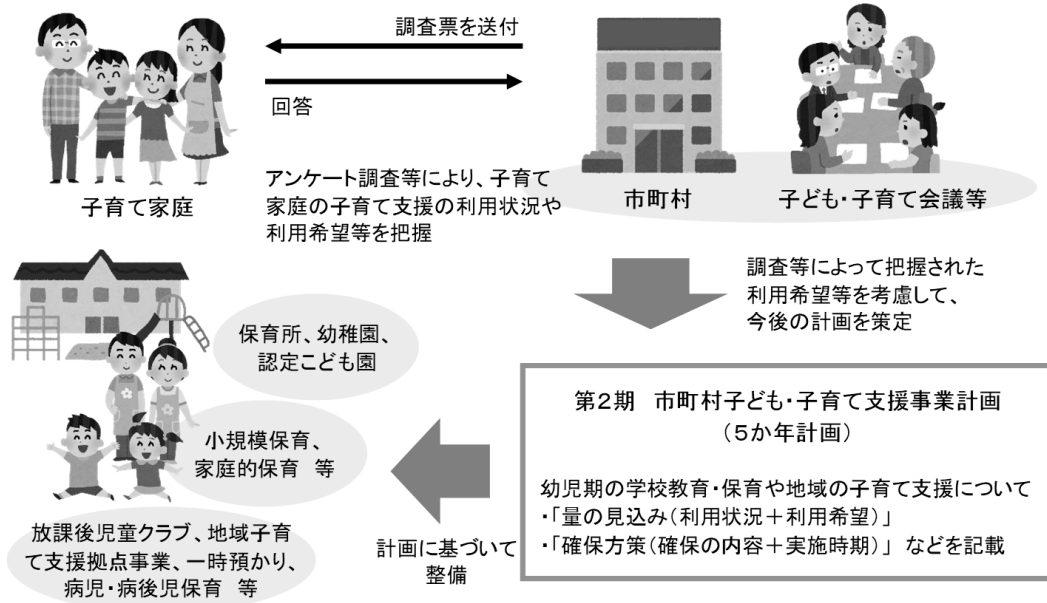 調査票を送付
回答
アンケート調査等により、子育て
家庭の子育て支援の利用状況や
利用希望等を把握
子育て家庭
市町村
子ども・子育て会議等
調査等によって把握された
利用希望等を考慮して、
今後の計画を策定
第2期　市町村子ども・子育て支援事業計画
（５か年計画）
幼児期の学校教育・保育や地域の子育て支援について
・「量の見込み（利用状況＋利用希望）」
・「確保方策（確保の内容＋実施時期）」などを記載
計画に基づいて
整備
保育所、幼稚園、
認定こども園
小規模保育、
家庭的保育　等
放課後児童クラブ、地域子育
て支援拠点事業、一時預かり、
病児・病後児保育　等